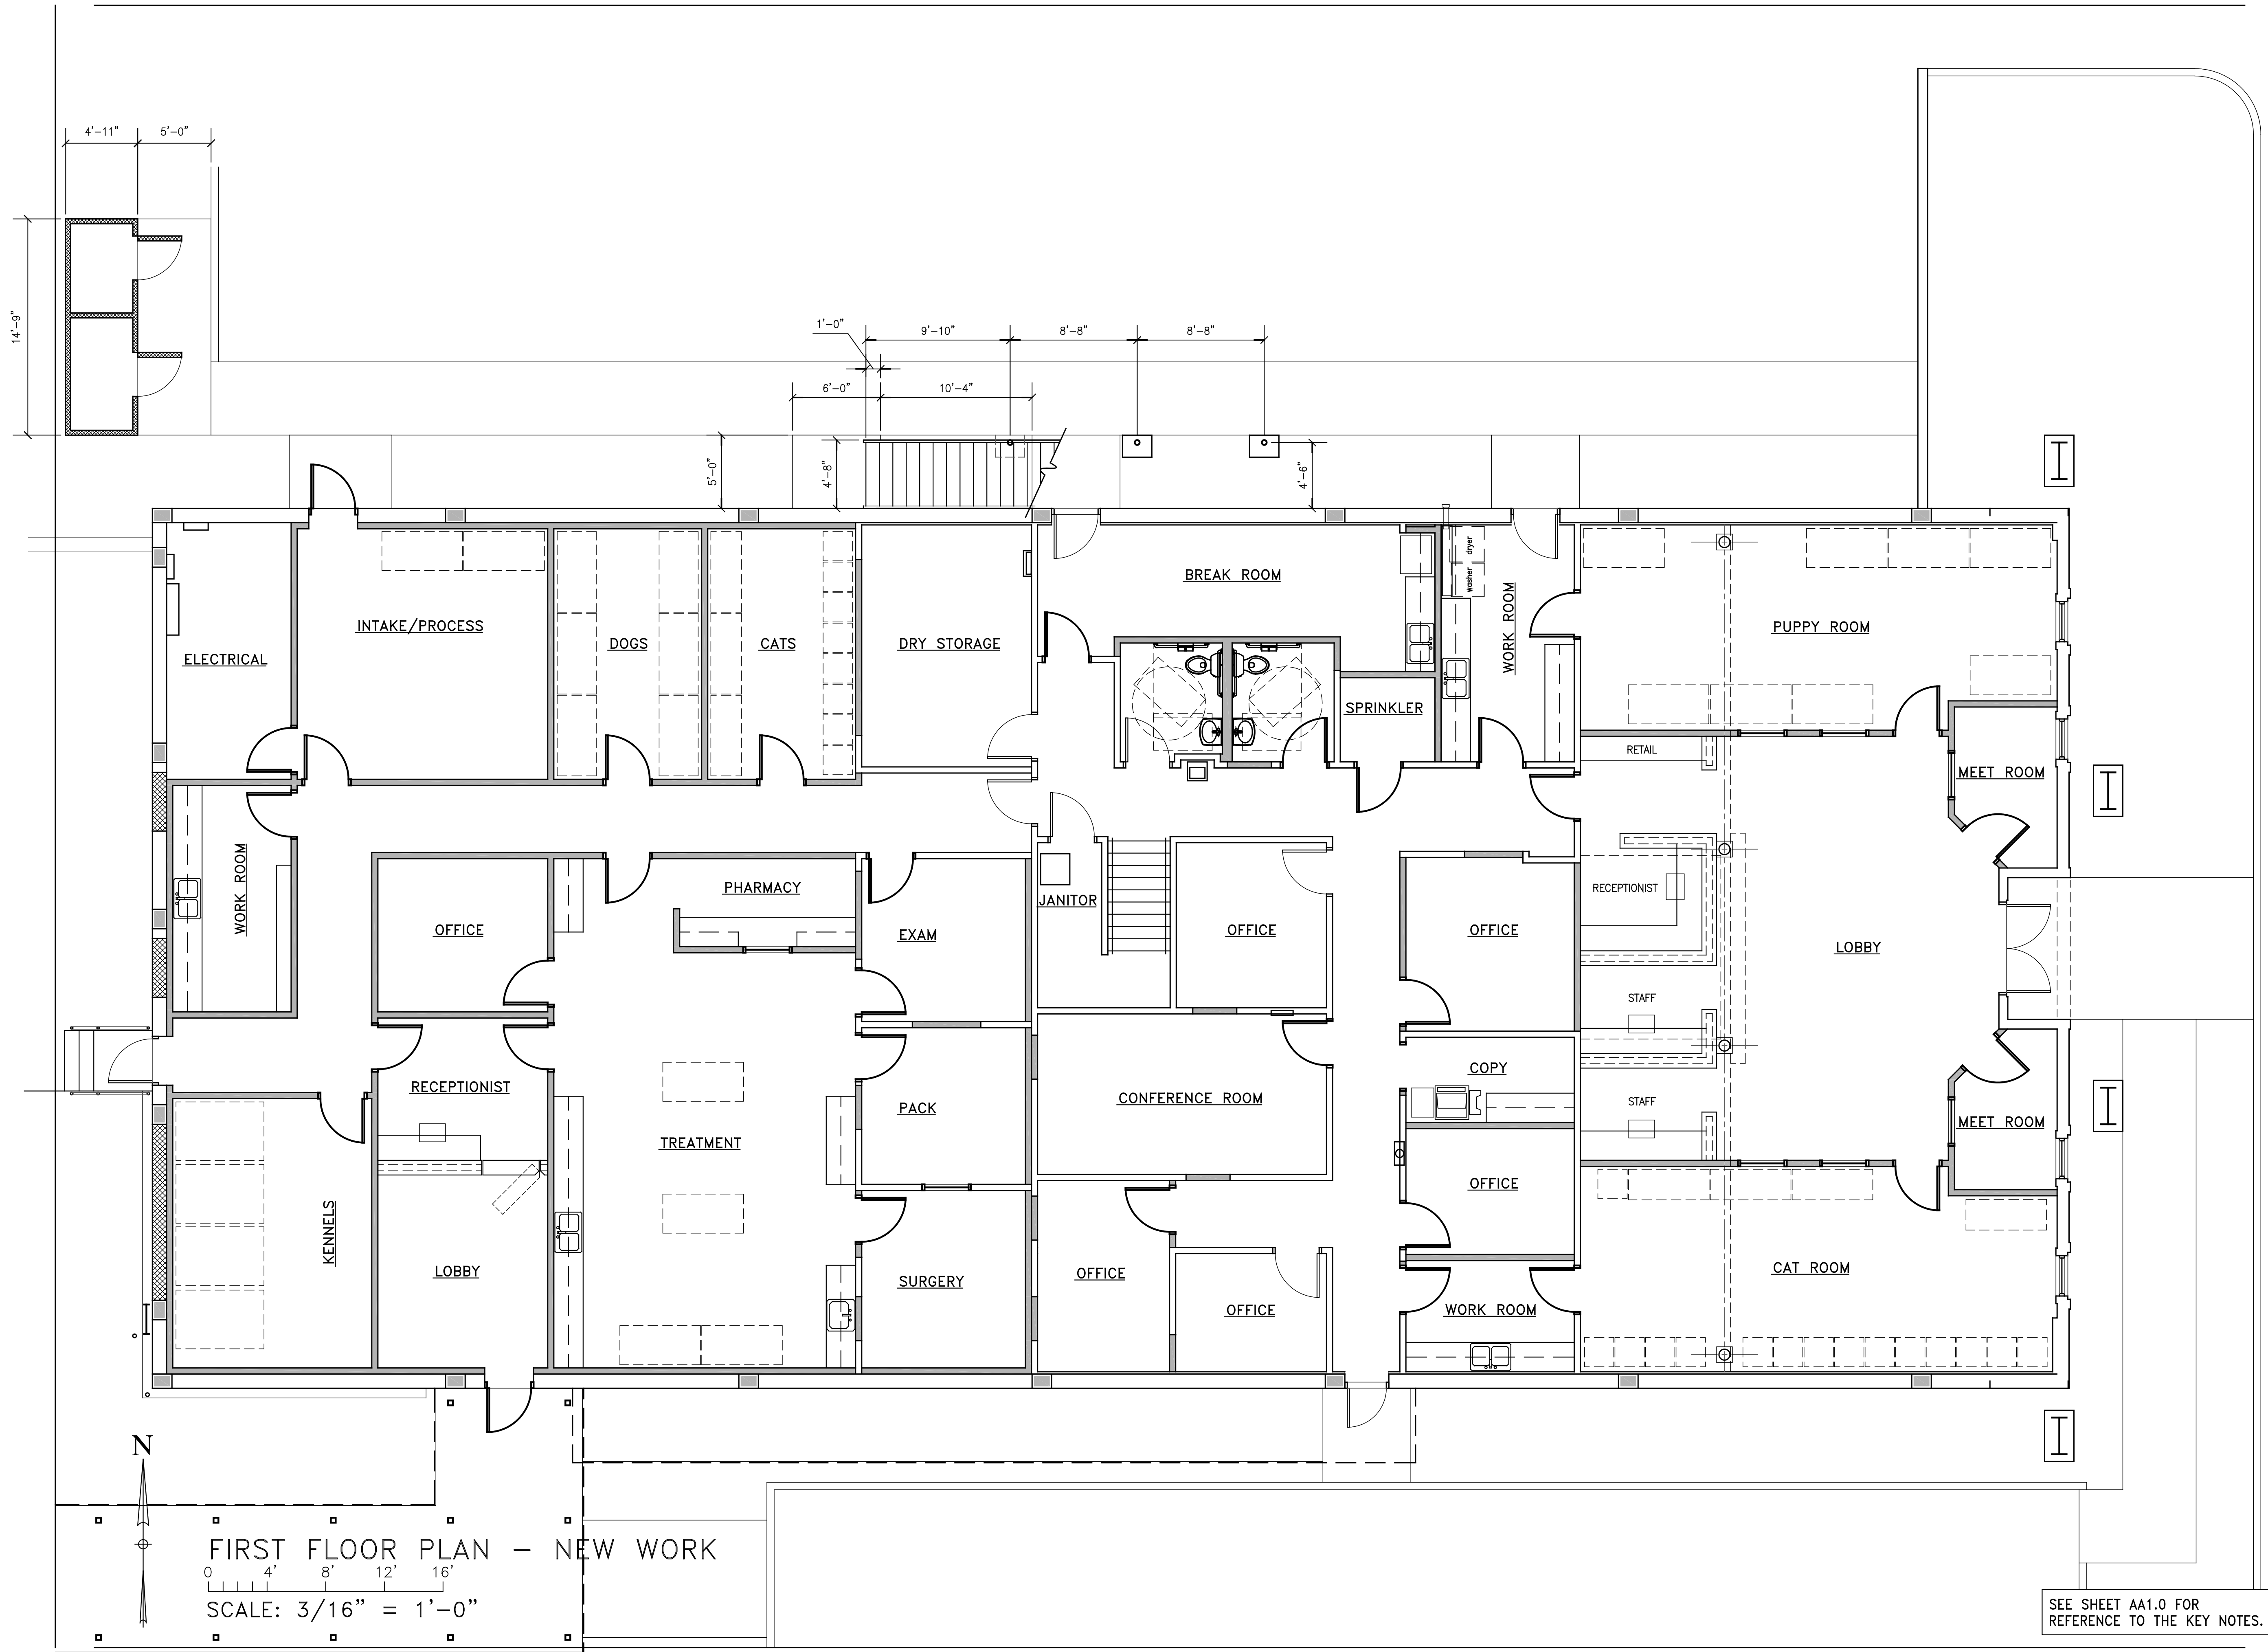 4'-11"
5'-0"
14'-9"
1'-0"
9'-10"
8'-8"
8'-8"
6'-0"
10'-4"
5'-0"
4'-8"
4'-6"
ELECTRICAL
INTAKE/PROCESS
DOGS
CATS
DRY STORAGE
BREAK ROOM
washer
dryer
WORK ROOM
PUPPY ROOM
SPRINKLER
RETAIL
MEET ROOM
WORK ROOM
OFFICE
PHARMACY
EXAM
JANITOR
OFFICE
OFFICE
RECEPTIONIST
LOBBY
STAFF
RECEPTIONIST
TREATMENT
PACK
CONFERENCE ROOM
COPY
STAFF
MEET ROOM
KENNELS
LOBBY
SURGERY
OFFICE
OFFICE
OFFICE
WORK ROOM
CAT ROOM
N
FIRST FLOOR PLAN - NEW WORK
0 4' 8' 12' 16'
SCALE: 3/16" = 1'-0"
SEE SHEET AA1.0 FOR
REFERENCE TO THE KEY NOTES.